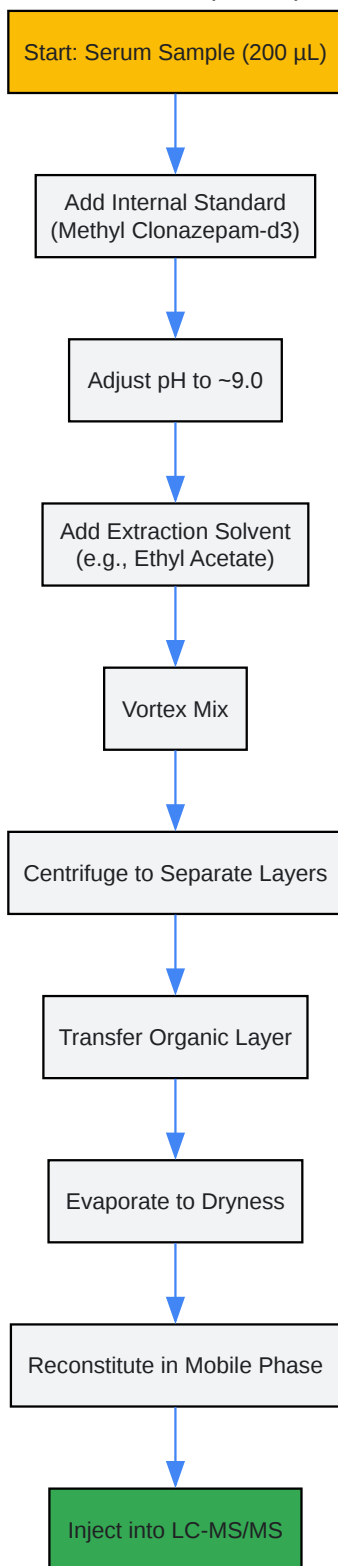 Start: Serum Sample (200 µL)
Add Internal Standard
(Methyl Clonazepam-d3)
Adjust pH to ~9.0
Add Extraction Solvent
(e.g., Ethyl Acetate)
Vortex Mix
Centrifuge to Separate Layers
Transfer Organic Layer
Evaporate to Dryness
Reconstitute in Mobile Phase
Inject into LC-MS/MS